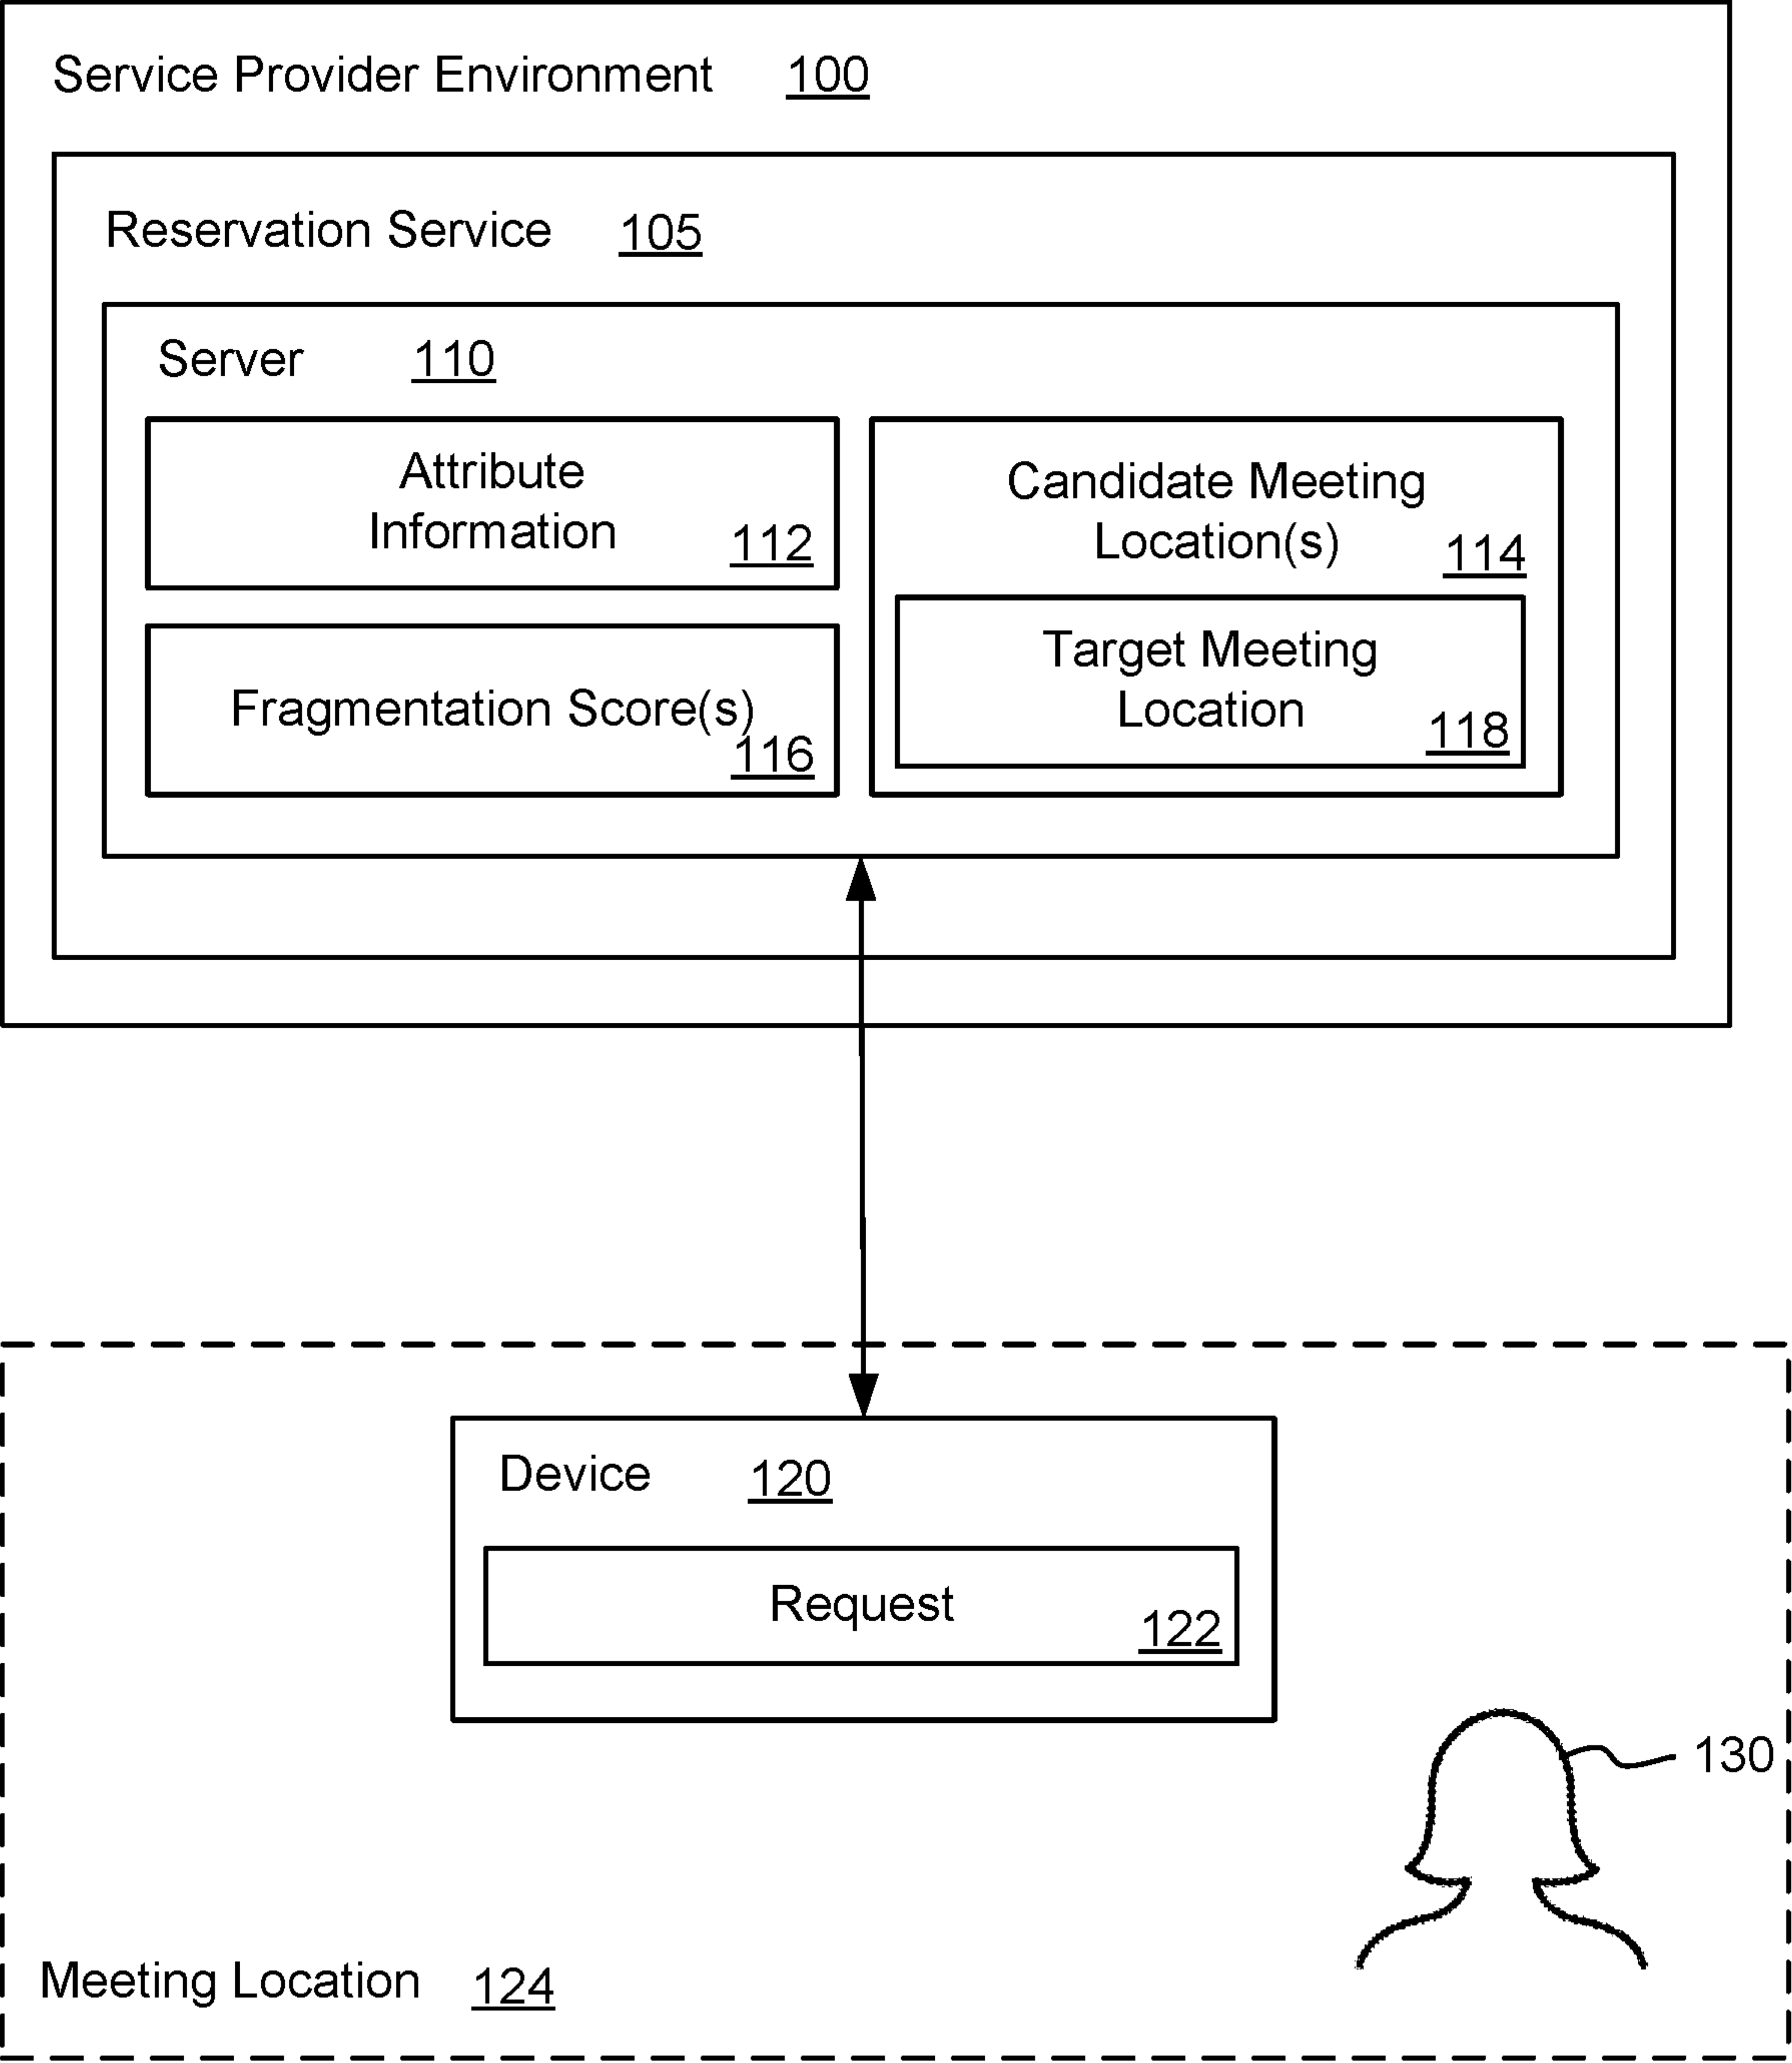 Service Provider Environment 100
Reservation Service 105
Server 110
Attribute
Information 112
Fragmentation Score(s)
116
Candidate Meeting
Location(s) 114
Target Meeting
Location 118
Device 120
Request 122
130
Meeting Location 124